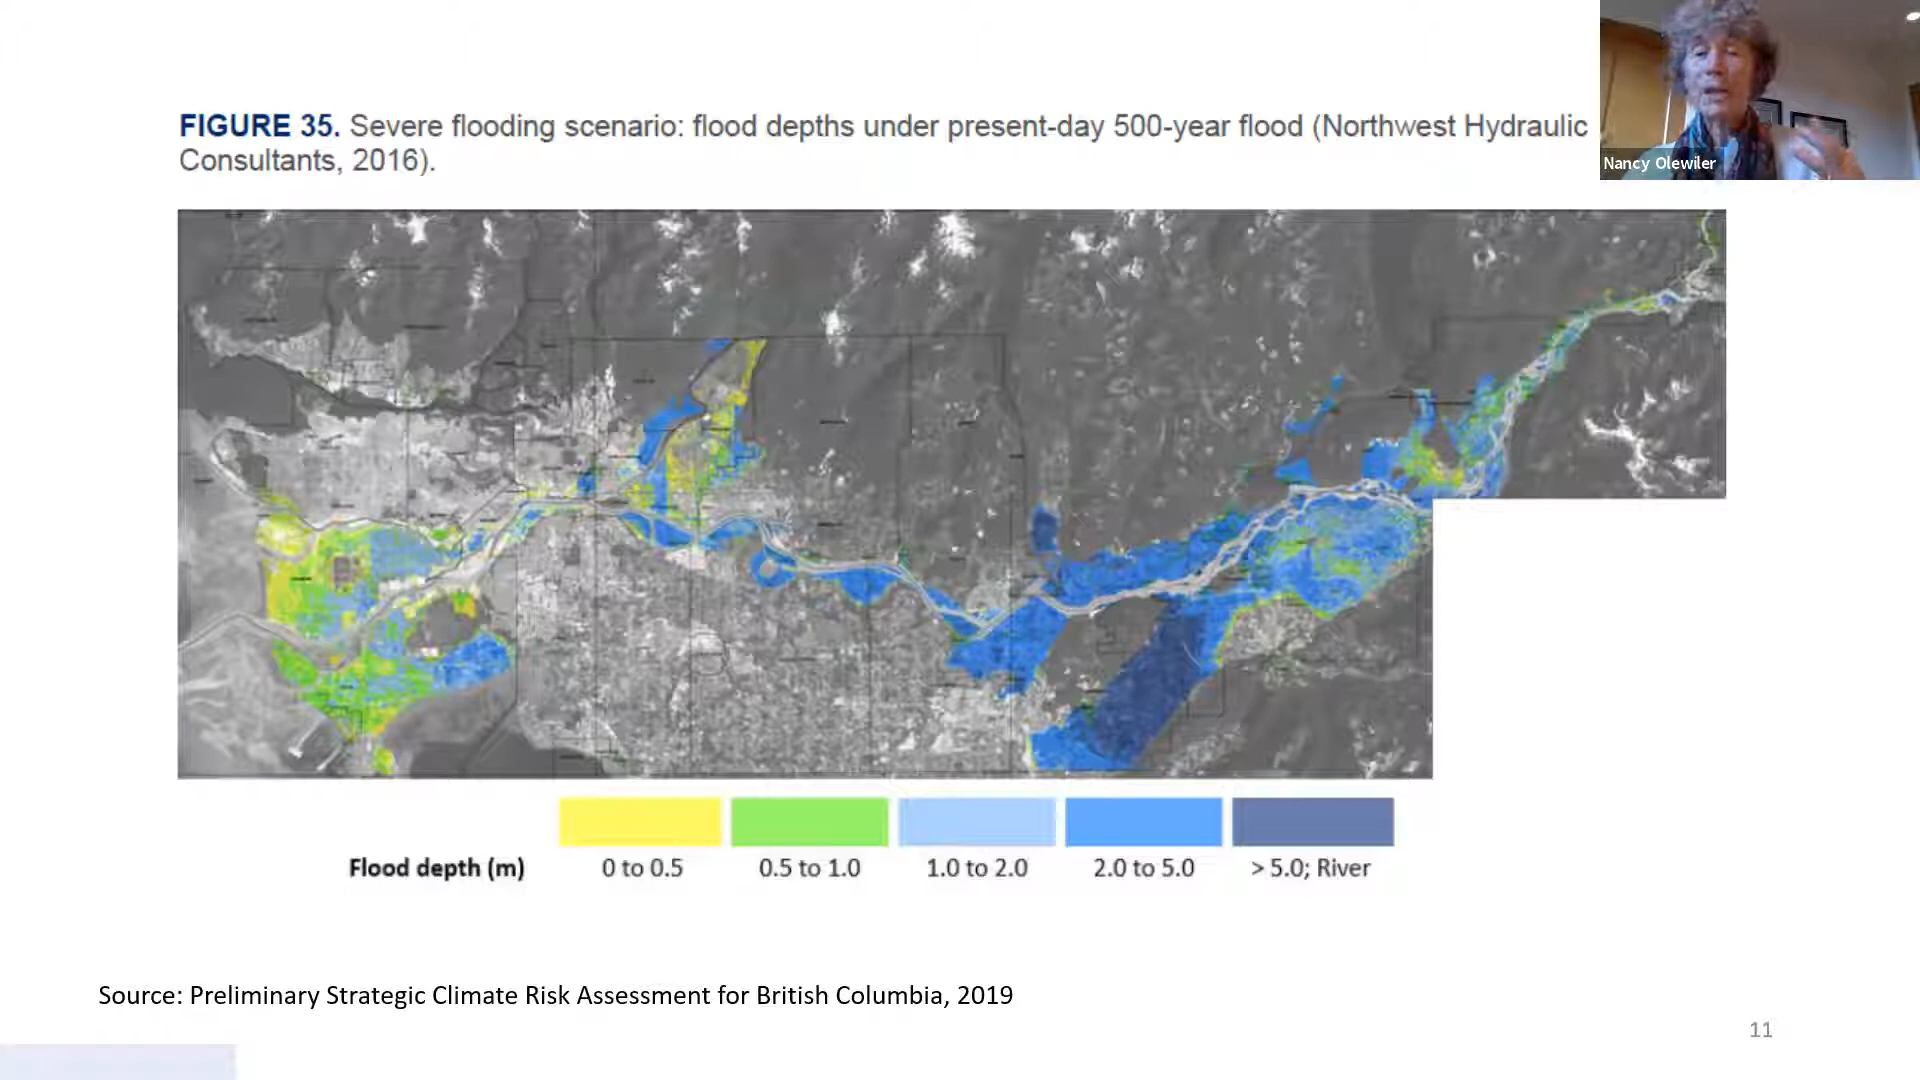 FIGURE 35. Severe flooding scenario: flood depths under present-day 500-year flood (Northwest Hydraulic
Consultants, 2016).
Nancy Olewiler
Flood depth (m)
0 to 0.5
0.5 to 1.0
1.0 to 2.0
2.0 to 5.0
> 5.0; River
Source: Preliminary Strategic Climate Risk Assessment for British Columbia, 2019
11